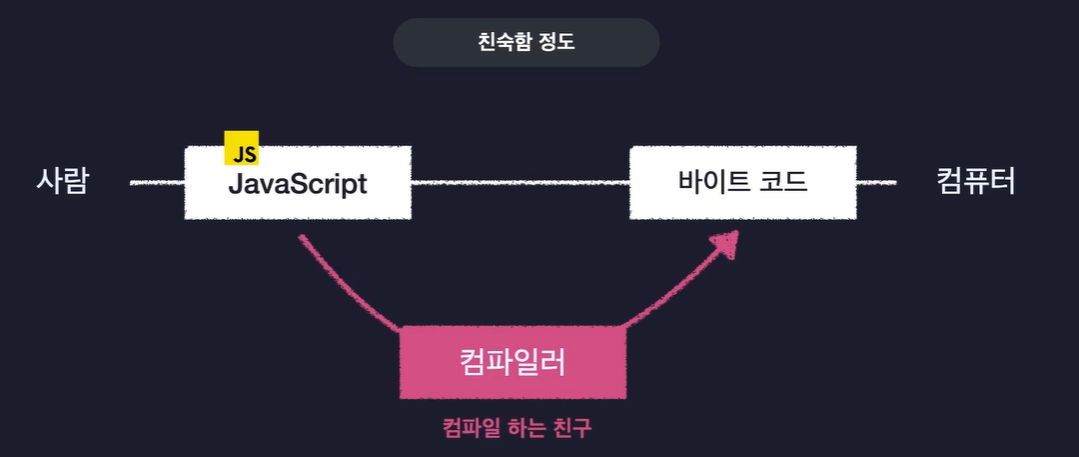 친숙함 정도
사람
JS
JavaScript
바이트 코드
컴퓨터
컴파일러
컴파일 하는 친구